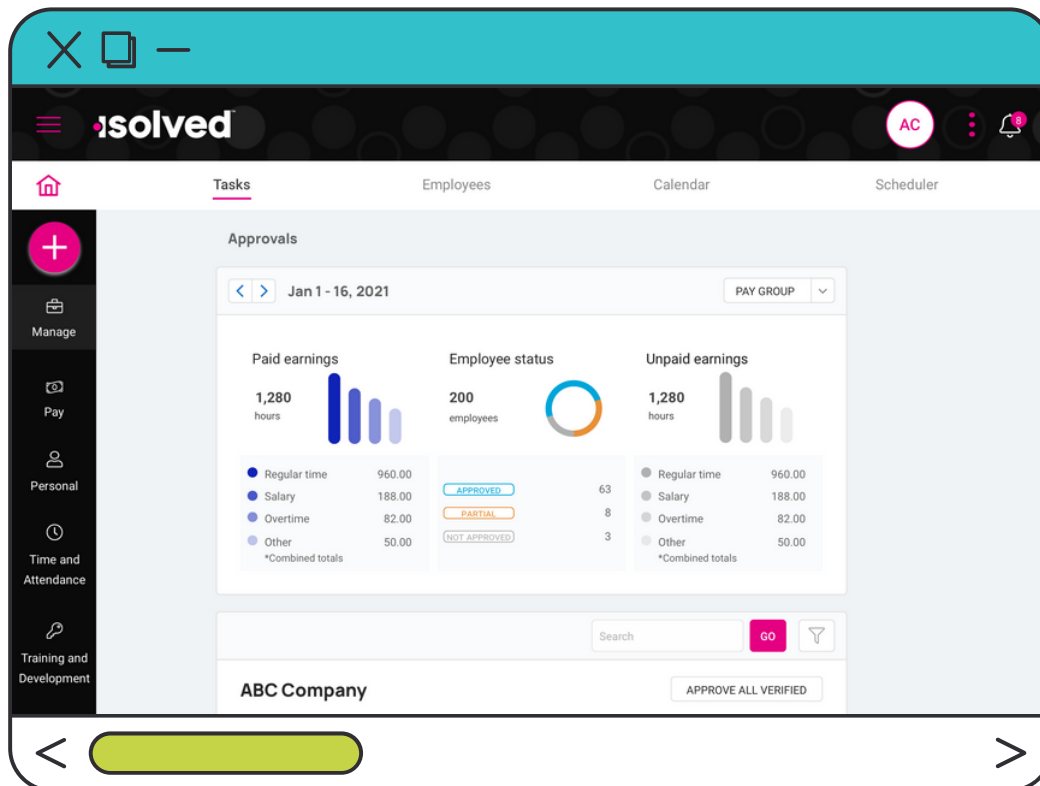 isolved
AC
8
Tasks Employees Calendar Scheduler
Approvals
Manage
Pay
Personal
Time and
Attendance
Training and
Development
Jan 1 - 16, 2021 PAY GROUP
Paid earnings
1,280
hours
Regular time 960.00
Salary 188.00
Overtime 82.00
Other 50.00
*Combined totals
Employee status
200
employees
APPROVED 63
PARTIAL 8
NOT APPROVED 3
Unpaid earnings
1,280
hours
Regular time 960.00
Salary 188.00
Overtime 82.00
Other 50.00
*Combined totals
Search GO
ABC Company APPROVE ALL VERIFIED